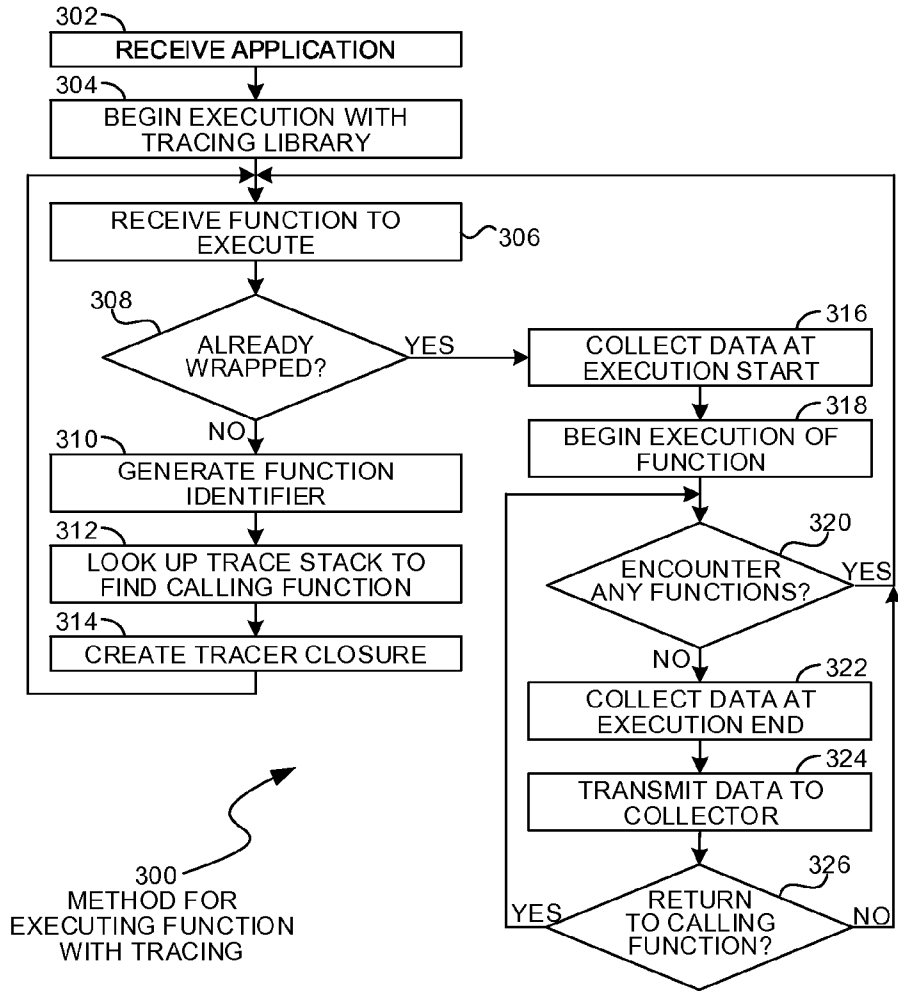 302
RECEIVE APPLICATION
304
BEGIN EXECUTION WITH
TRACING LIBRARY
RECEIVE FUNCTION TO
EXECUTE
306
308
ALREADY
WRAPPED?
YES
NO
310
GENERATE FUNCTION
IDENTIFIER
312
LOOK UP TRACE STACK TO
FIND CALLING FUNCTION
314
CREATE TRACER CLOSURE
316
COLLECT DATA AT
EXECUTION START
318
BEGIN EXECUTION OF
FUNCTION
320
ENCOUNTER
ANY FUNCTIONS?
YES
NO
322
COLLECT DATA AT
EXECUTION END
324
TRANSMIT DATA TO
COLLECTOR
326
RETURN
TO CALLING
FUNCTION?
YES
NO
300
METHOD FOR
EXECUTING FUNCTION
WITH TRACING